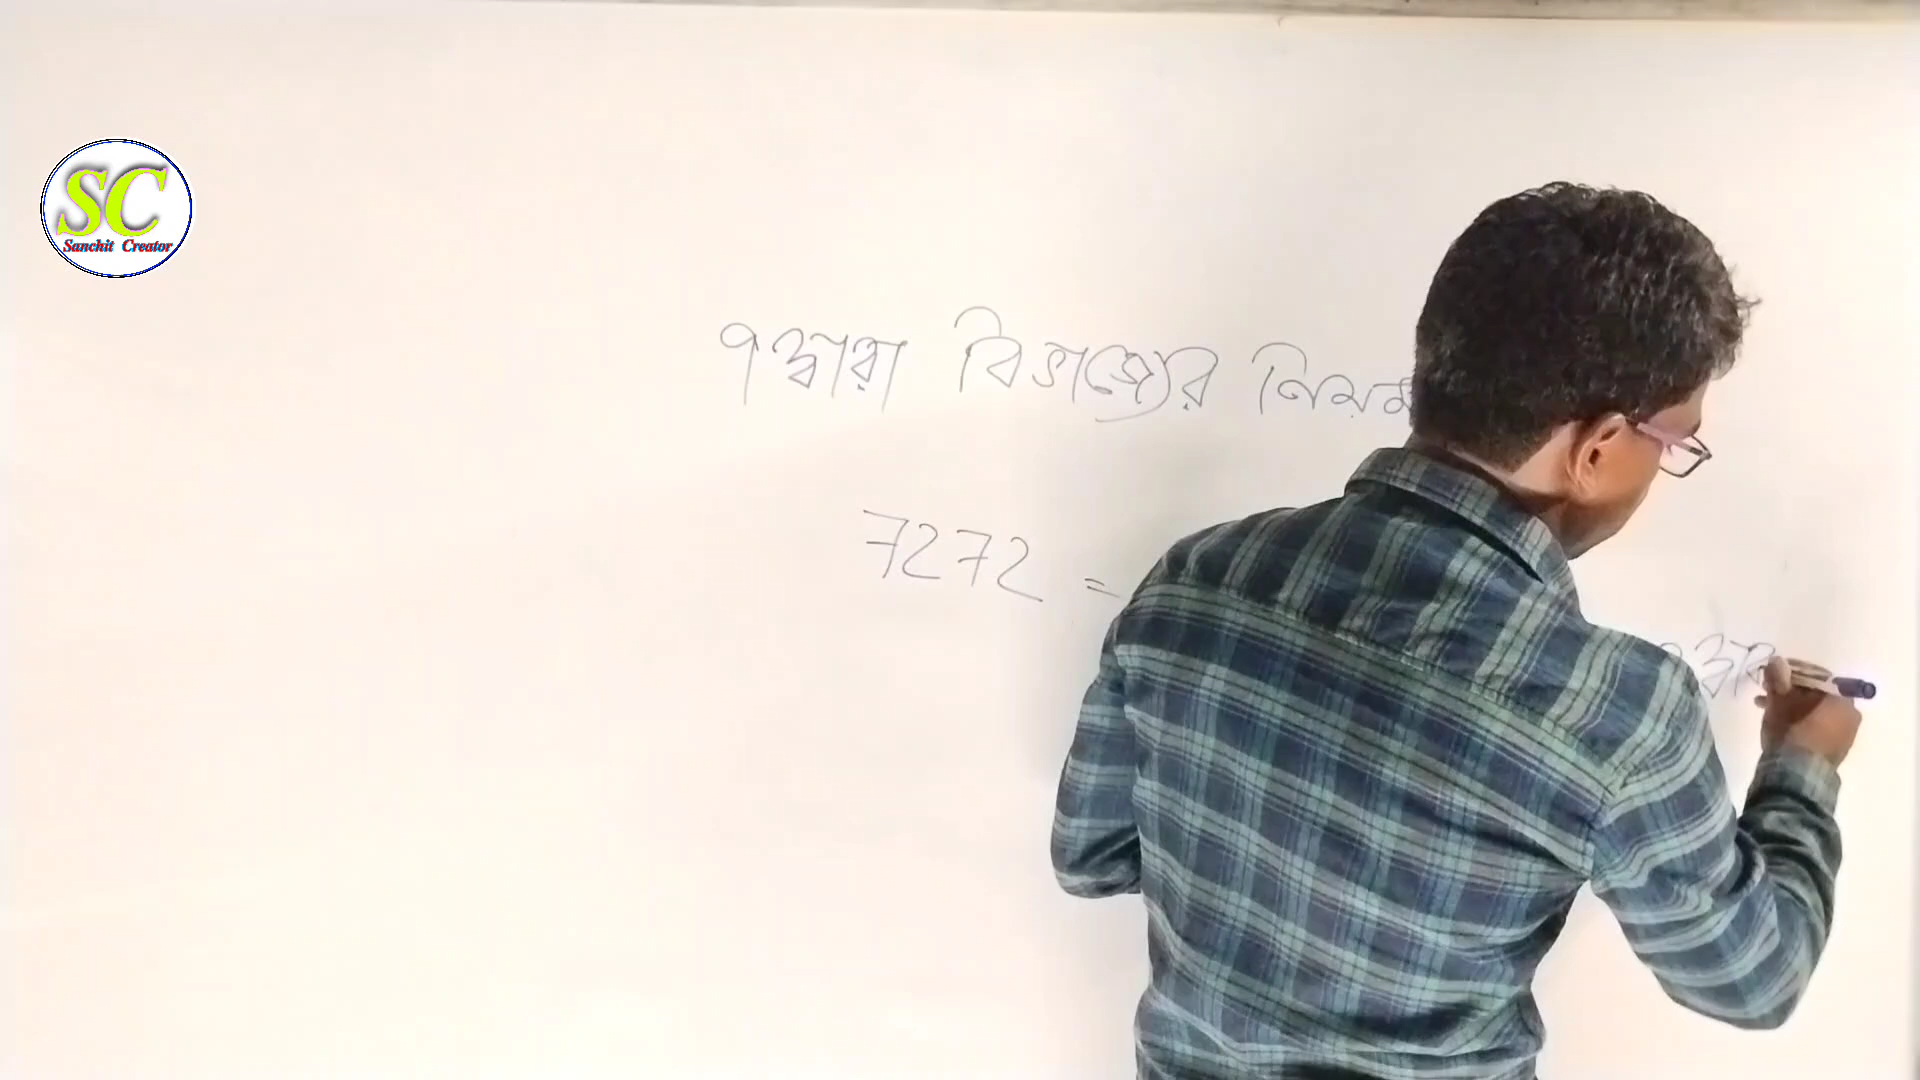 SC
Sanchit Creator
৭ দ্বারা বিভাজ্যের নিয়ম
7272 =